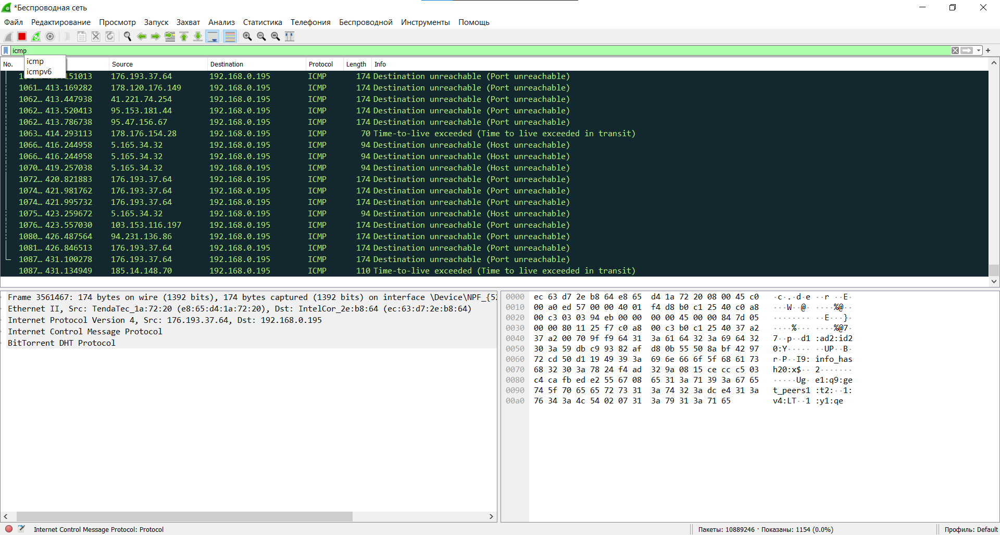 *Беспроводная сеть
Файл Редактирование Просмотр Запуск Захват Анализ Статистика Телефония Беспроводной Инструменты Помощь
icmp
icmp
icmpv6
No. Source Destination Protocol Length Info
151013 176.193.37.64 192.168.0.195 ICMP 174 Destination unreachable (Port unreachable)
1061… 413.169282 178.120.176.149 192.168.0.195 ICMP 174 Destination unreachable (Port unreachable)
1062… 413.447938 41.221.74.254 192.168.0.195 ICMP 174 Destination unreachable (Port unreachable)
1062… 413.520413 95.153.181.44 192.168.0.195 ICMP 174 Destination unreachable (Port unreachable)
1062… 413.786738 95.47.156.67 192.168.0.195 ICMP 174 Destination unreachable (Port unreachable)
1063… 414.293113 178.176.154.28 192.168.0.195 ICMP 70 Time-to-live exceeded (Time to live exceeded in transit)
1066… 416.244958 5.165.34.32 192.168.0.195 ICMP 94 Destination unreachable (Host unreachable)
1066… 416.244958 5.165.34.32 192.168.0.195 ICMP 94 Destination unreachable (Host unreachable)
1070… 419.257038 5.165.34.32 192.168.0.195 ICMP 94 Destination unreachable (Host unreachable)
1072… 420.821883 176.193.37.64 192.168.0.195 ICMP 174 Destination unreachable (Port unreachable)
1074… 421.981762 176.193.37.64 192.168.0.195 ICMP 174 Destination unreachable (Port unreachable)
1074… 421.995732 176.193.37.64 192.168.0.195 ICMP 174 Destination unreachable (Port unreachable)
1075… 423.259672 5.165.34.32 192.168.0.195 ICMP 94 Destination unreachable (Host unreachable)
1076… 423.557030 103.153.116.197 192.168.0.195 ICMP 174 Destination unreachable (Port unreachable)
1080… 426.487564 94.231.136.86 192.168.0.195 ICMP 174 Destination unreachable (Port unreachable)
1081… 426.846513 176.193.37.64 192.168.0.195 ICMP 174 Destination unreachable (Port unreachable)
1087… 431.100278 176.193.37.64 192.168.0.195 ICMP 174 Destination unreachable (Port unreachable)
1087… 431.134949 185.14.148.70 192.168.0.195 ICMP 110 Time-to-live exceeded (Time to live exceeded in transit)
Frame 3561467: 174 bytes on wire (1392 bits), 174 bytes captured (1392 bits) on interface \Device\NPF_{52
Ethernet II, Src: TendaTec_1a:72:20 (e8:65:d4:1a:72:20), Dst: IntelCor_2e:b8:64 (ec:63:d7:2e:b8:64)
Internet Protocol Version 4, Src: 176.193.37.64, Dst: 192.168.0.195
Internet Control Message Protocol
BitTorrent DHT Protocol
0000 ec 63 d7 2e b8 64 e8 65 d4 1a 72 20 08 00 45 c0 ·c·.·d·e ··r ··E·
0010 00 a0 ed 57 00 00 40 01 f4 d8 b0 c1 25 40 c0 a8 ···W··@· ····%@··
0020 00 c3 03 03 94 eb 00 00 00 00 45 00 00 84 7d 05 ········ ··E···}·
0030 00 00 80 11 25 f7 c0 a8 00 c3 b0 c1 25 40 37 a2 ····%··· ····%@7·
0040 37 a2 00 70 9f f9 64 31 3a 61 64 32 3a 69 64 32 7··p··d1 :ad2:id2
0050 30 3a 59 db c9 93 82 af d8 0b 55 50 8a bf 42 97 0:Y····· ··UP··B·
0060 72 cd 50 d1 19 49 39 3a 69 6e 66 6f 5f 68 61 73 r·P··I9: info_has
0070 68 32 30 3a 78 24 f4 ad 32 9a 08 15 ce cc c5 03 h20:x$·· 2·······
0080 c4 ca fb ed e2 55 67 08 65 31 3a 71 39 3a 67 65 ·····Ug· e1:q9:ge
0090 74 5f 70 65 65 72 73 31 3a 74 32 3a dc e4 31 3a t_peers1 :t2:··1:
00a0 76 34 3a 4c 54 02 07 31 3a 79 31 3a 71 65 v4:LT··1 :y1:qe
Internet Control Message Protocol: Protocol
Пакеты: 10889246 · Показаны: 1154 (0.0%)
Профиль: Default